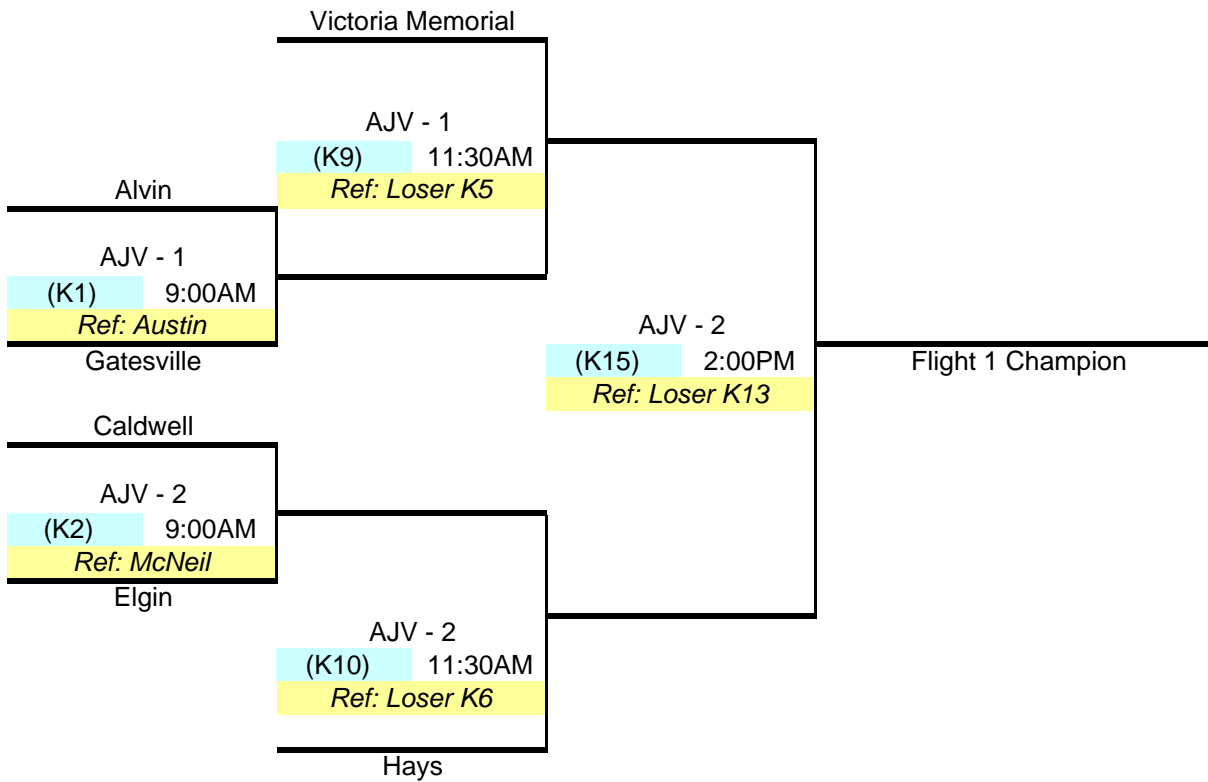 Victoria Memorial
AJV - 1
(K9) 11:30AM
Alvin
Ref: Loser K5
AJV - 1
(K1) 9:00AM
Ref: Austin
AJV - 2
Gatesville
(K15) 2:00PM
Flight 1 Champion
Ref: Loser K13
Caldwell
AJV - 2
(K2) 9:00AM
Ref: McNeil
Elgin
AJV - 2
(K10) 11:30AM
Ref: Loser K6
Hays